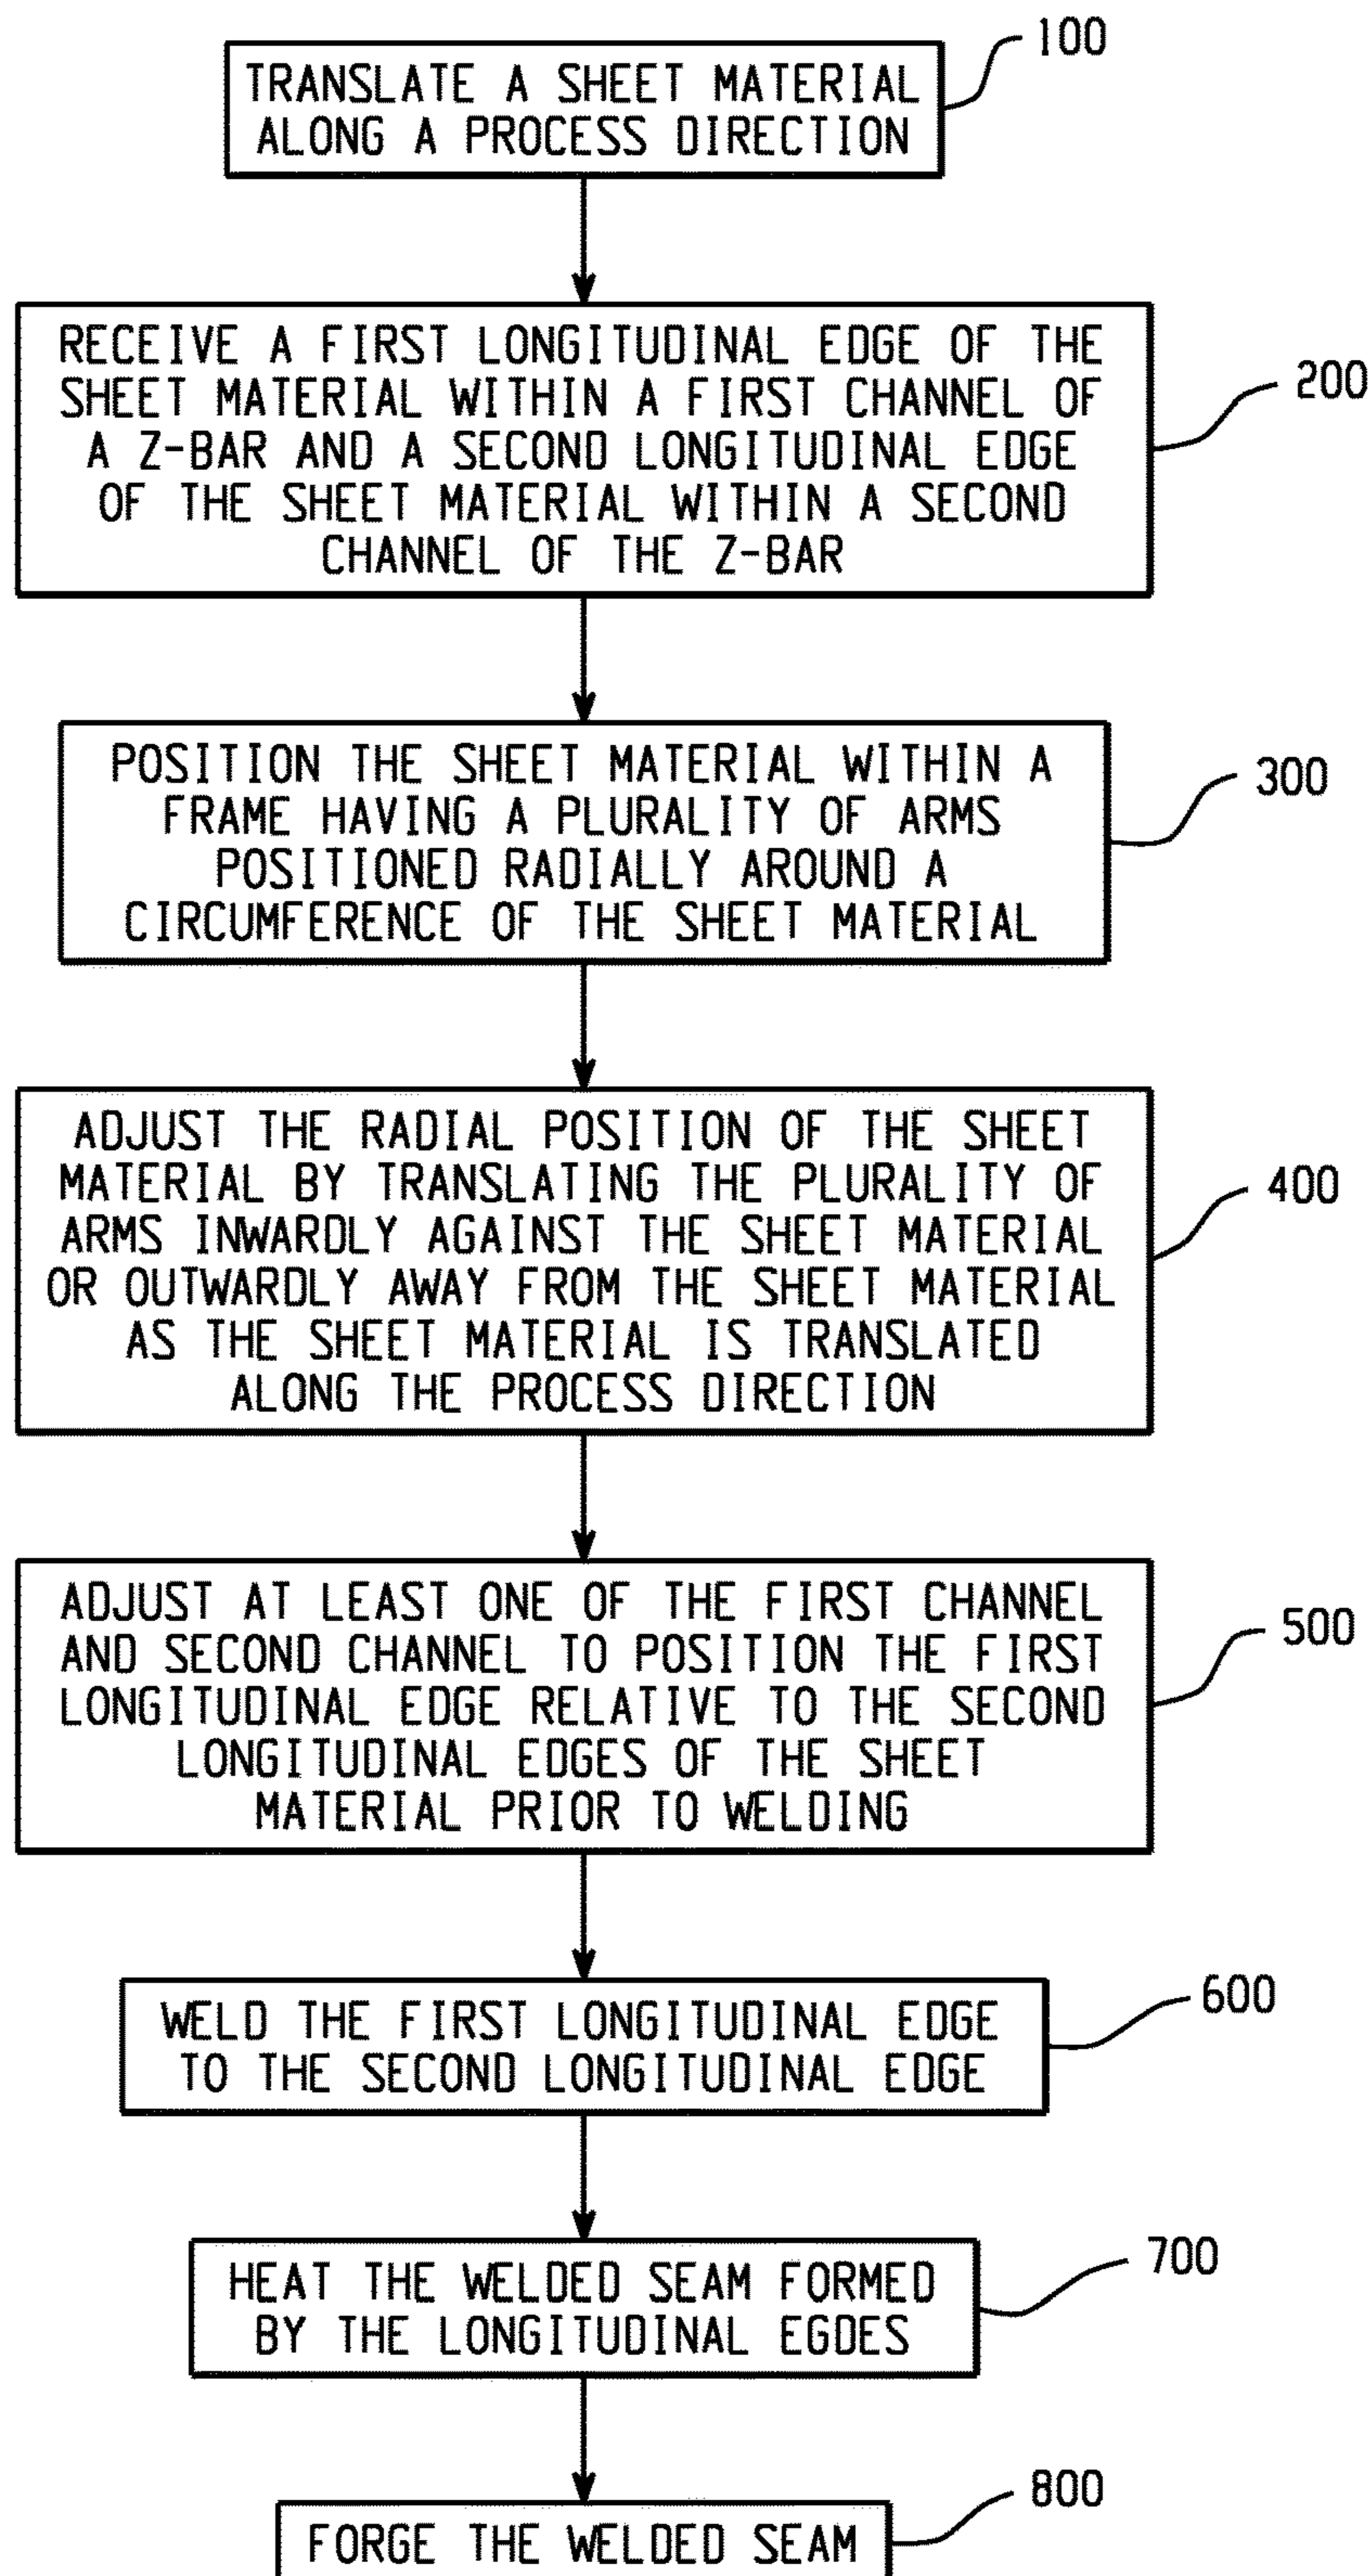 100
TRANSLATE A SHEET MATERIAL
ALONG A PROCESS DIRECTION
RECEIVE A FIRST LONGITUDINAL EDGE OF THE
SHEET MATERIAL WITHIN A FIRST CHANNEL OF
A Z-BAR AND A SECOND LONGITUDINAL EDGE
OF THE SHEET MATERIAL WITHIN A SECOND
CHANNEL OF THE Z-BAR
200
POSITION THE SHEET MATERIAL WITHIN A
FRAME HAVING A PLURALITY OF ARMS
POSITIONED RADIALLY AROUND A
CIRCUMFERENCE OF THE SHEET MATERIAL
300
ADJUST THE RADIAL POSITION OF THE SHEET
MATERIAL BY TRANSLATING THE PLURALITY OF
ARMS INWARDLY AGAINST THE SHEET MATERIAL
OR OUTWARDLY AWAY FROM THE SHEET MATERIAL
AS THE SHEET MATERIAL IS TRANSLATED
ALONG THE PROCESS DIRECTION
400
ADJUST AT LEAST ONE OF THE FIRST CHANNEL
AND SECOND CHANNEL TO POSITION THE FIRST
LONGITUDINAL EDGE RELATIVE TO THE SECOND
LONGITUDINAL EDGES OF THE SHEET
MATERIAL PRIOR TO WELDING
500
WELD THE FIRST LONGITUDINAL EDGE
TO THE SECOND LONGITUDINAL EDGE
600
HEAT THE WELDED SEAM FORMED
BY THE LONGITUDINAL EGDES
700
800
FORGE THE WELDED SEAM